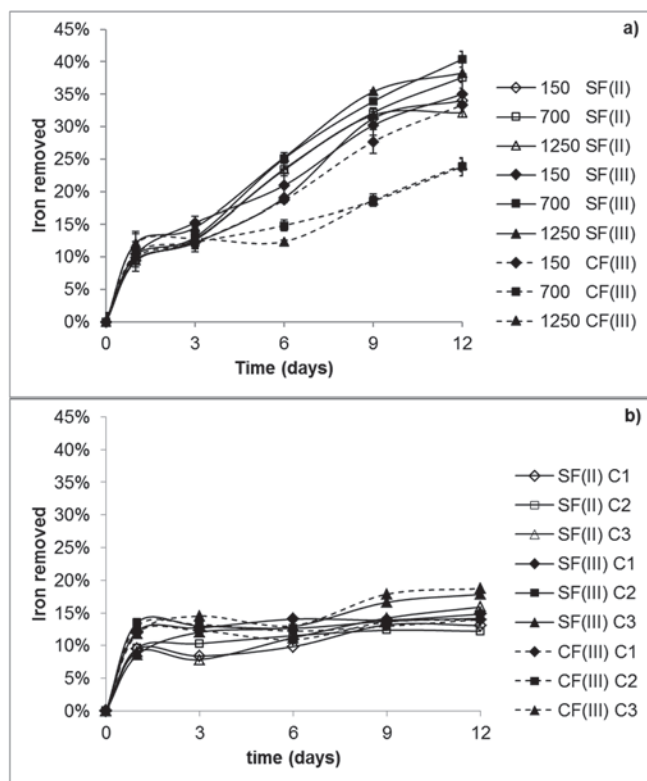 a)
45%
40%
35%
30%
25%
20%
15%
10%
5%
0%
Iron removed
0 3 6 9 12
Time (days)
150 SF(II)
700 SF(II)
1250 SF(II)
150 SF(III)
700 SF(III)
1250 SF(III)
150 CF(III)
700 CF(III)
1250 CF(III)
b)
45%
40%
35%
30%
25%
20%
15%
10%
5%
0%
Iron removed
0 3 6 9 12
time (days)
SF(II) C1
SF(II) C2
SF(II) C3
SF(III) C1
SF(III) C2
SF(III) C3
CF(III) C1
CF(III) C2
CF(III) C3